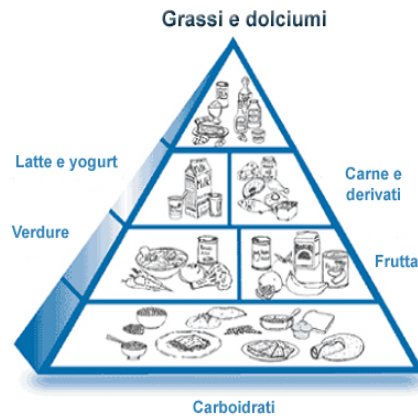 Grassi e dolciumi
Latte e yogurt
Carne e
derivati
Verdure
Frutta
Carboidrati